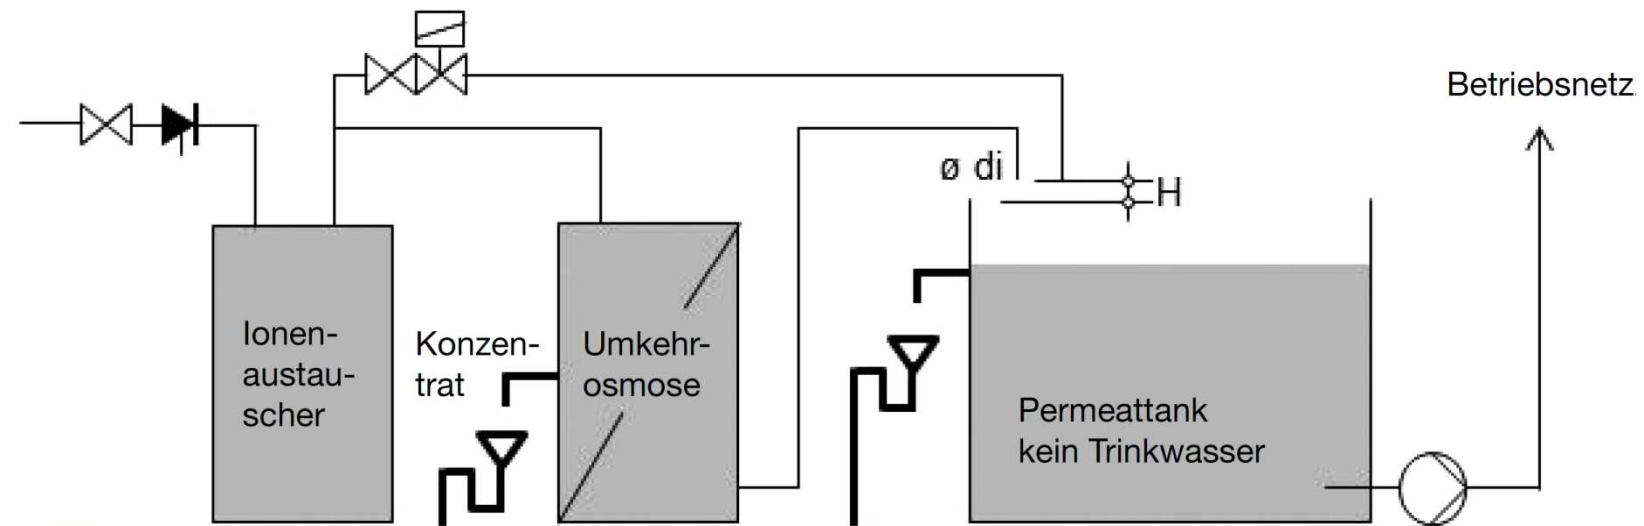 Betriebsnetz
ø di
H
Ionen-
austau-
scher
Konzen-
trat
Umkehr-
osmose
Permeattank
kein Trinkwasser